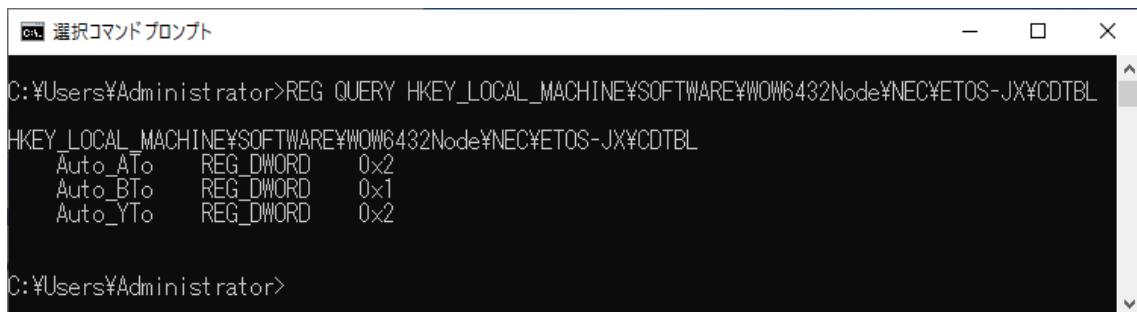 選択コマンド プロンプト
C:¥Users¥Administrator>REG QUERY HKEY_LOCAL_MACHINE¥SOFTWARE¥WOW6432Node¥NEC¥ETOS-JX¥CDTBL
HKEY_LOCAL_MACHINE¥SOFTWARE¥WOW6432Node¥NEC¥ETOS-JX¥CDTBL
    Auto_ATo    REG_DWORD    0x2
    Auto_BTo    REG_DWORD    0x1
    Auto_YTo    REG_DWORD    0x2
C:¥Users¥Administrator>